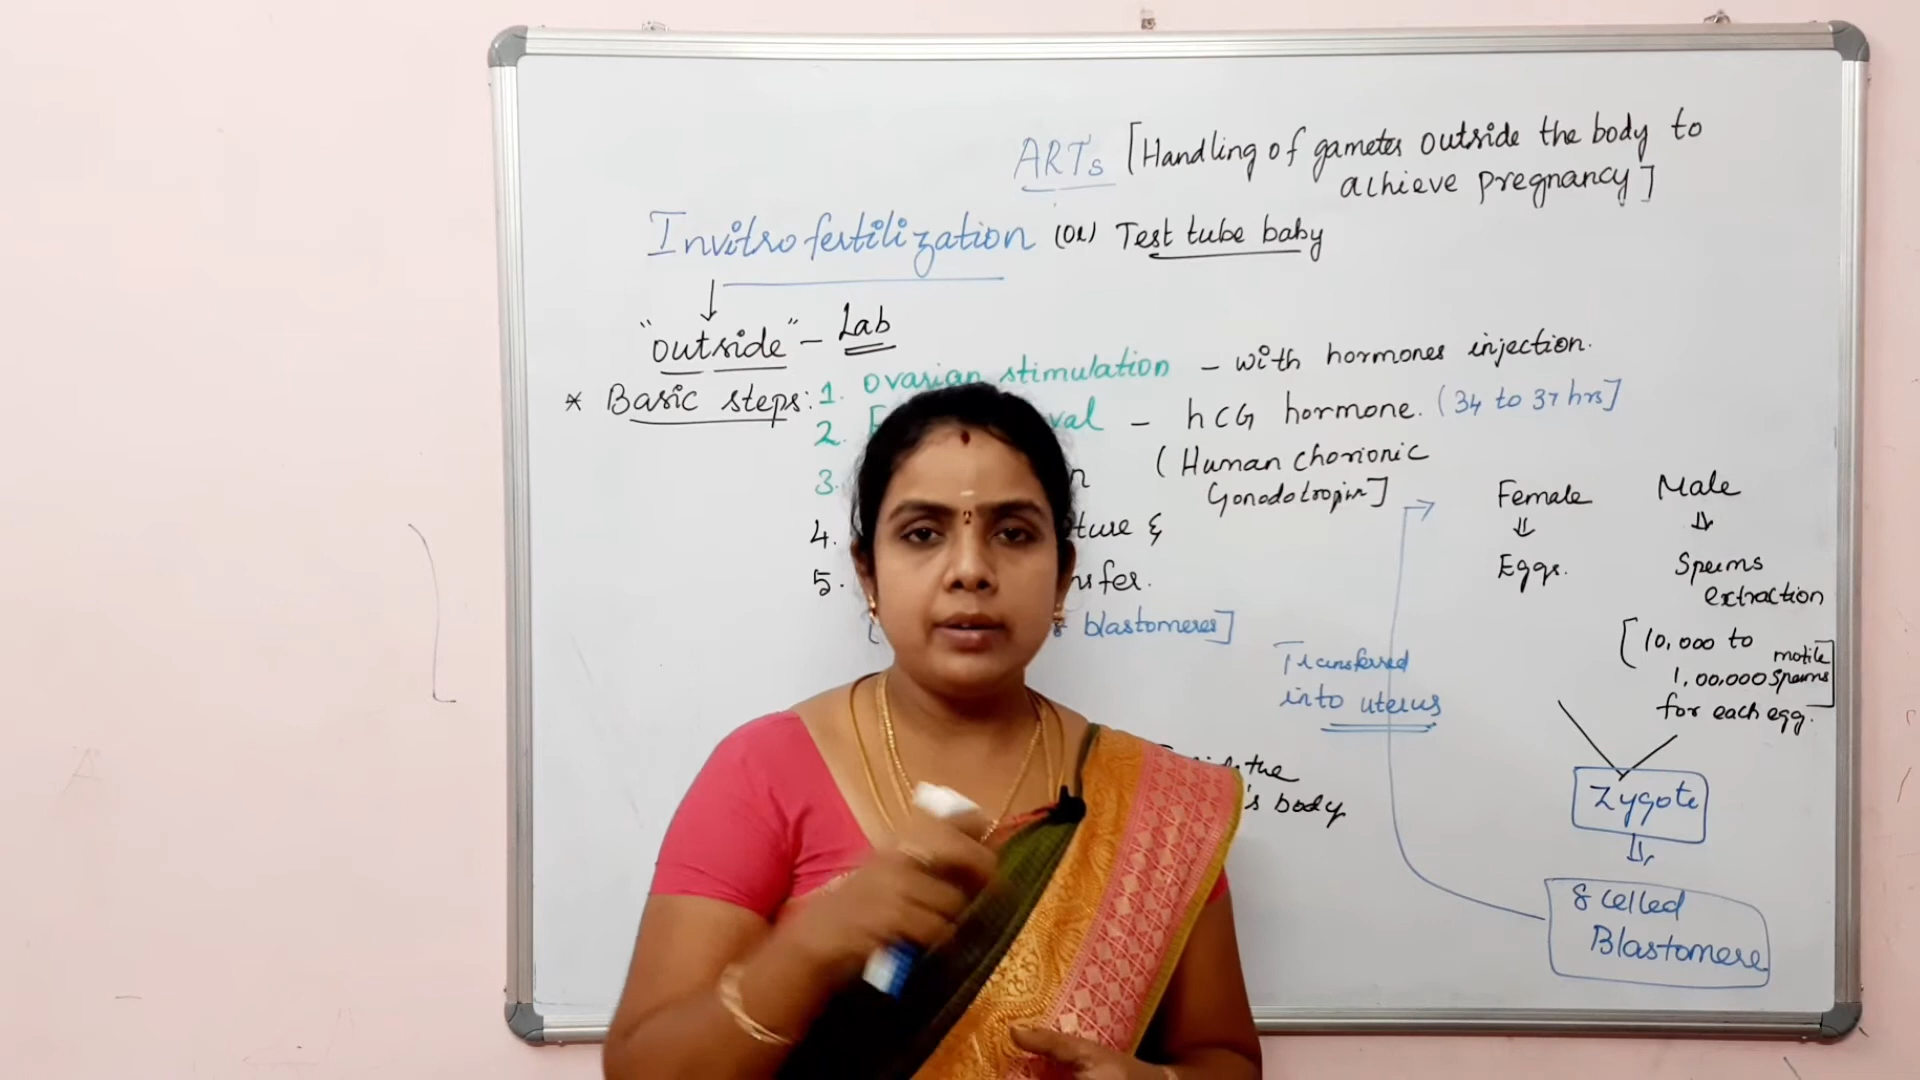 ARTs [Handling of gametes outside the body to
achieve pregnancy]
Invitro fertilization (OR) Test tube baby
"outside" - Lab
* Basic steps:
1. ovarian stimulation - with hormones injection.
2. - hCG hormone. (34 to 37 hrs]
(Human chorionic
Gonodotropin]
3.
4. &
5.
blastomeres]
Transferred
into uterus
the
body
Female
Eggs.
Male
Sperms
extraction
[10,000 to motile
1,00,000 sperms
for each egg.
Zygote
8 celled
Blastomere